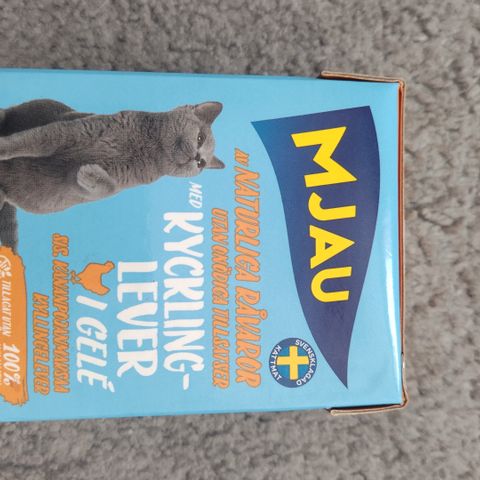 MJAU
AV NATURLIGA RÅVAROR
UTAN ONÖDIGA TILLSATSER
MED
KYCKLING-
LEVER
I GELÉ
SVENSKLAGAD
KATTMAT
TILLAGAT UTAN
100%